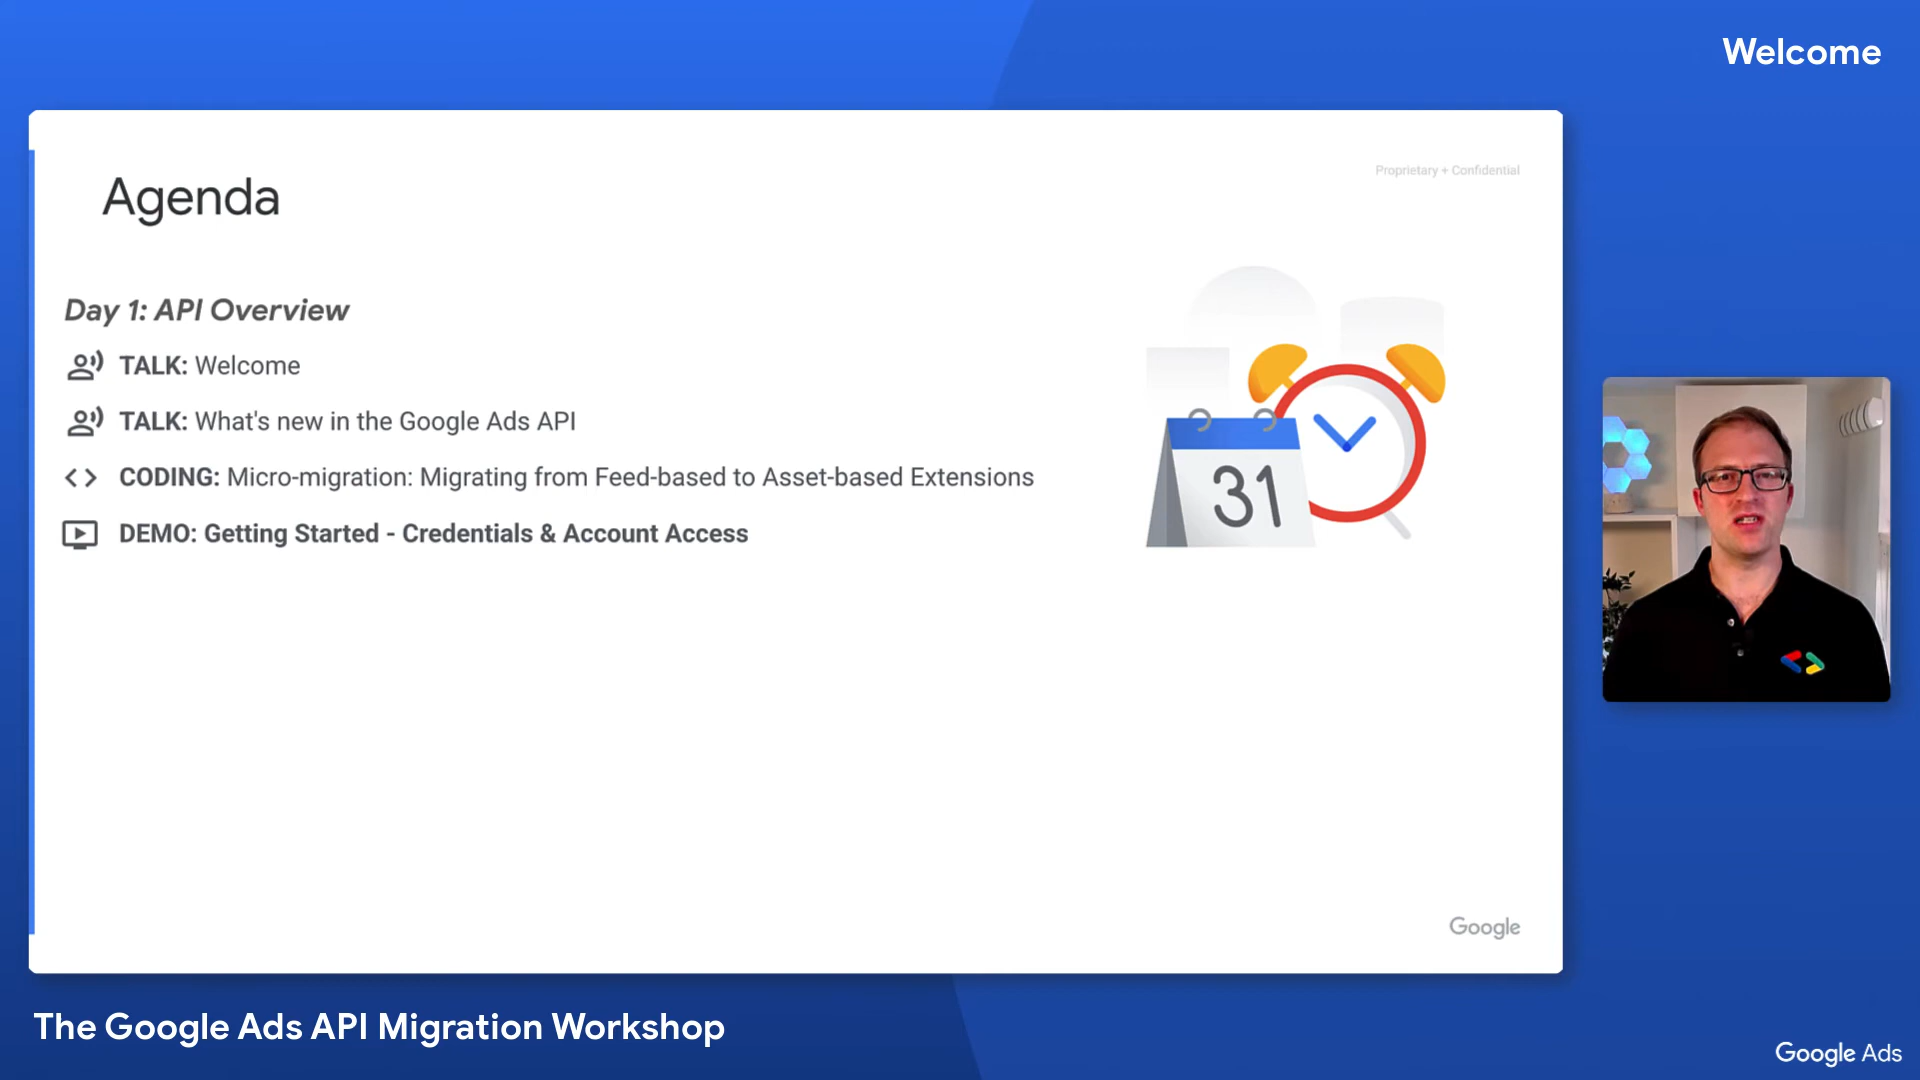 Welcome
Agenda
Proprietary + Confidential
Day 1: API Overview
TALK: Welcome
TALK: What's new in the Google Ads API
CODING: Micro-migration: Migrating from Feed-based to Asset-based Extensions
DEMO: Getting Started - Credentials & Account Access
31
Google
The Google Ads API Migration Workshop
Google Ads